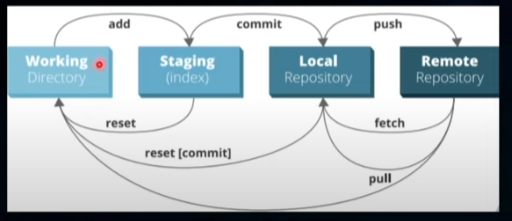 add
commit
push
Working
Directory
Staging
(index)
Local
Repository
Remote
Repository
reset
fetch
reset [commit]
pull